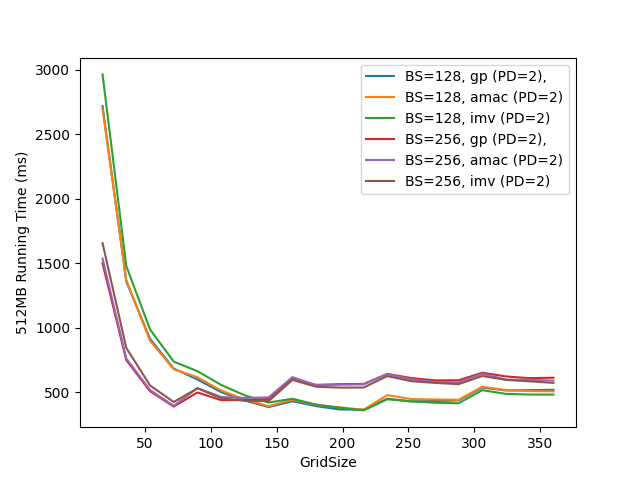 3000
2500
2000
1500
1000
500
512MB Running Time (ms)
BS=128, gp (PD=2),
BS=128, amac (PD=2)
BS=128, imv (PD=2)
BS=256, gp (PD=2),
BS=256, amac (PD=2)
BS=256, imv (PD=2)
50 100 150 200 250 300 350
GridSize